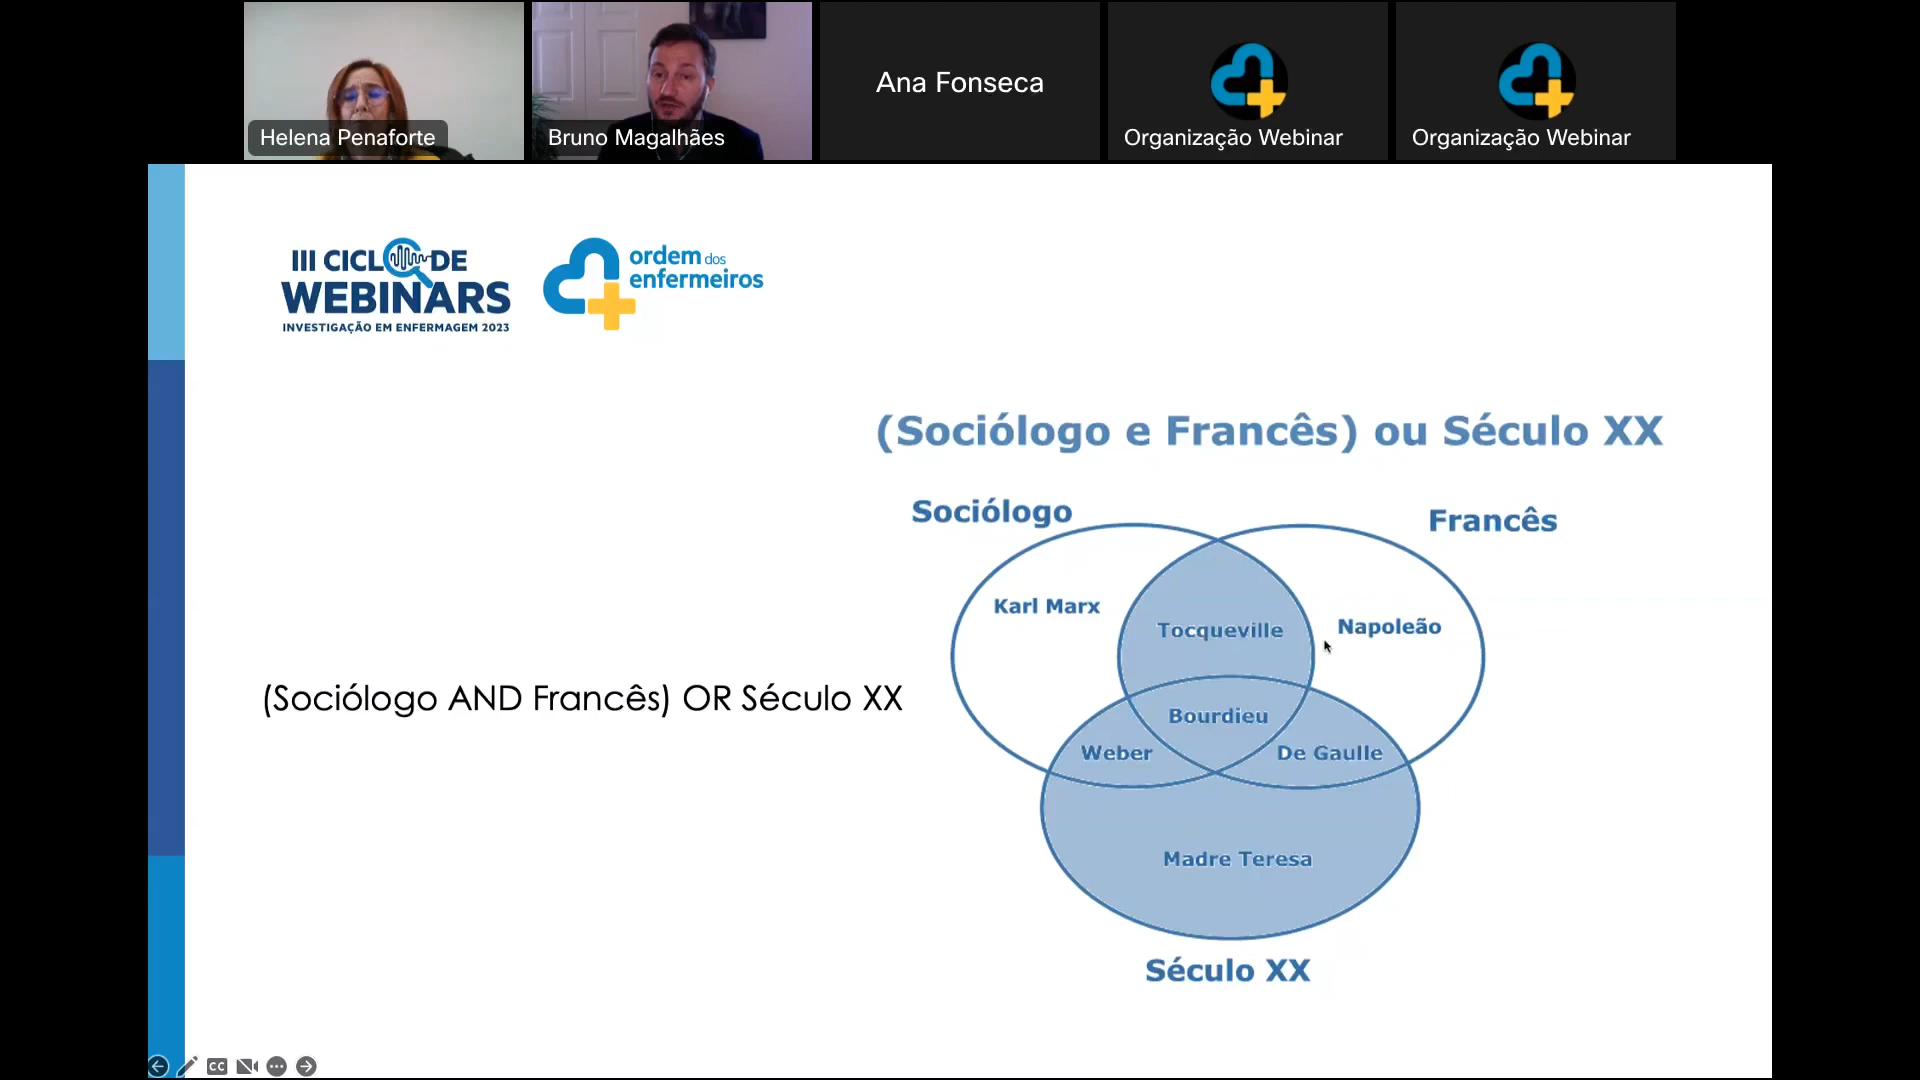 Helena Penaforte
Bruno Magalhães
Ana Fonseca
Organização Webinar
Organização Webinar
III CICLO DE
WEBINARS
INVESTIGAÇÃO EM ENFERMAGEM 2023
ordem dos
enfermeiros
(Sociólogo e Francês) ou Século XX
Sociólogo
Francês
Karl Marx
Tocqueville
Napoleão
(Sociólogo AND Francês) OR Século XX
Bourdieu
Weber
De Gaulle
Madre Teresa
Século XX
CC